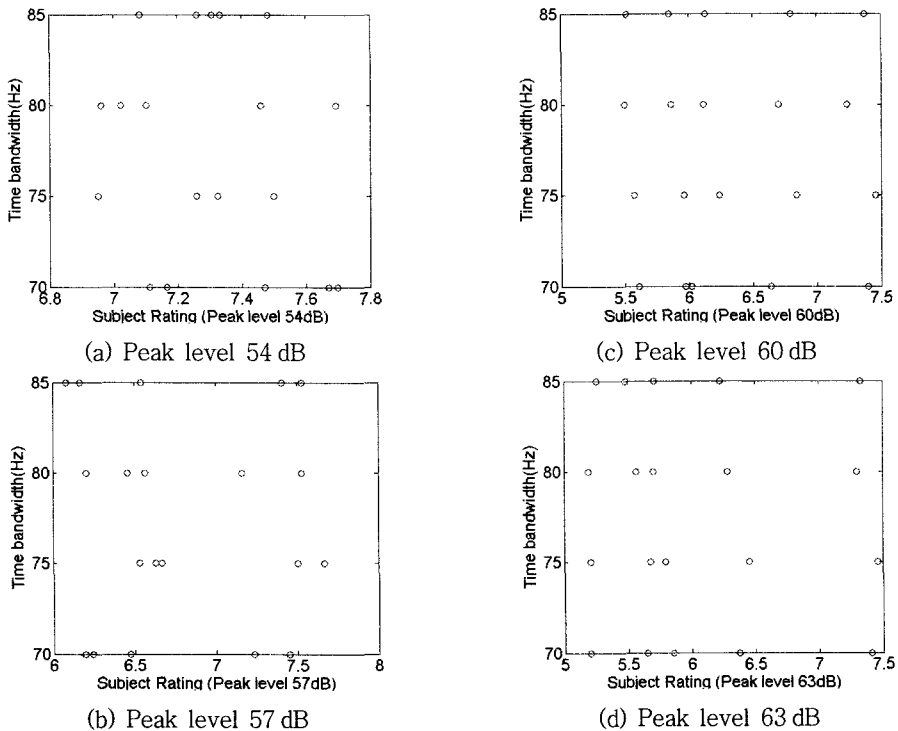 85
80
75
70
Time bandwidth(Hz)
6.8 7 7.2 7.4 7.6 7.8
Subject Rating (Peak level 54dB)
(a) Peak level 54 dB
85
80
75
70
Time bandwidth(Hz)
6 6.5 7 7.5 8
Subject Rating (Peak level 57dB)
(b) Peak level 57 dB
85
80
75
70
Time bandwidth(Hz)
5 5.5 6 6.5 7 7.5
Subject Rating (Peak level 60dB)
(c) Peak level 60 dB
85
80
75
70
Time bandwidth(Hz)
5 5.5 6 6.5 7 7.5
Subject Rating (Peak level 63dB)
(d) Peak level 63 dB